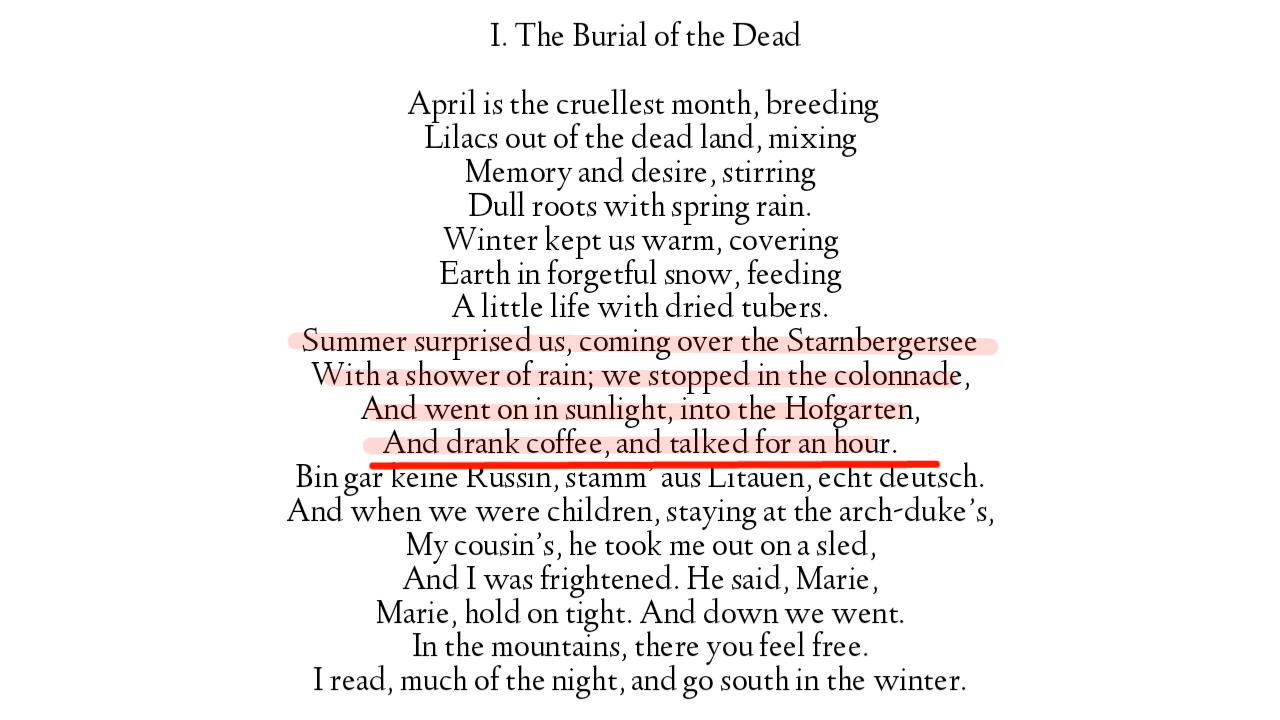 I. The Burial of the Dead
April is the cruellest month, breeding
Lilacs out of the dead land, mixing
Memory and desire, stirring
Dull roots with spring rain.
Winter kept us warm, covering
Earth in forgetful snow, feeding
A little life with dried tubers.
Summer surprised us, coming over the Starnbergersee
With a shower of rain; we stopped in the colonnade,
And went on in sunlight, into the Hofgarten,
And drank coffee, and talked for an hour.
Bin gar keine Russin, stamm’ aus Litauen, echt deutsch.
And when we were children, staying at the arch-duke’s,
My cousin’s, he took me out on a sled,
And I was frightened. He said, Marie,
Marie, hold on tight. And down we went.
In the mountains, there you feel free.
I read, much of the night, and go south in the winter.